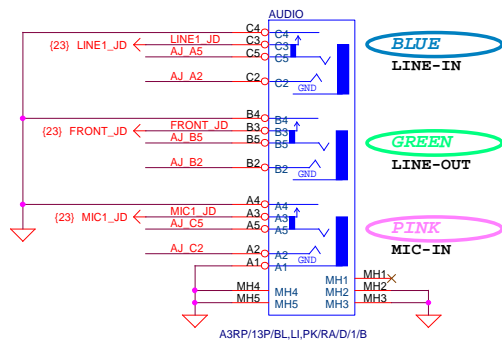 AUDIO
C4 C4
{23} LINE1_JD LINE1_JD C3 C3
AJ_A5 C5 C5
AJ_A2 C2 C2
GND
BLUE
LINE-IN
B4 B4
{23} FRONT_JD FRONT_JD B3 B3
AJ_B5 B5 B5
AJ_B2 B2 B2
GND
GREEN
LINE-OUT
A4 A4
{23} MIC1_JD MIC1_JD A3 A3
AJ_C5 A5 A5
AJ_C2 A2 A2
GND
A1 A1
PINK
MIC-IN
MH1 MH1
MH4 MH4 MH2 MH2
MH5 MH5 MH3 MH3
A3RP/13P/BL,LI,PK/RA/D/1/B